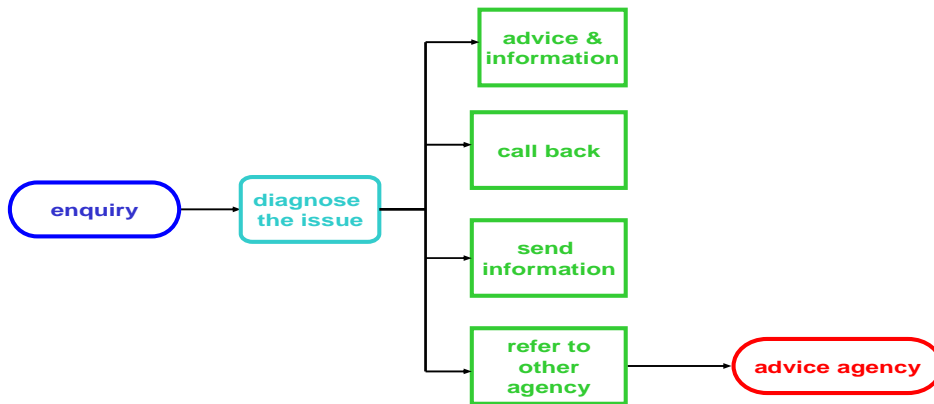 enquiry
diagnose
the issue
advice &
information
call back
send
information
refer to
other
agency
advice agency